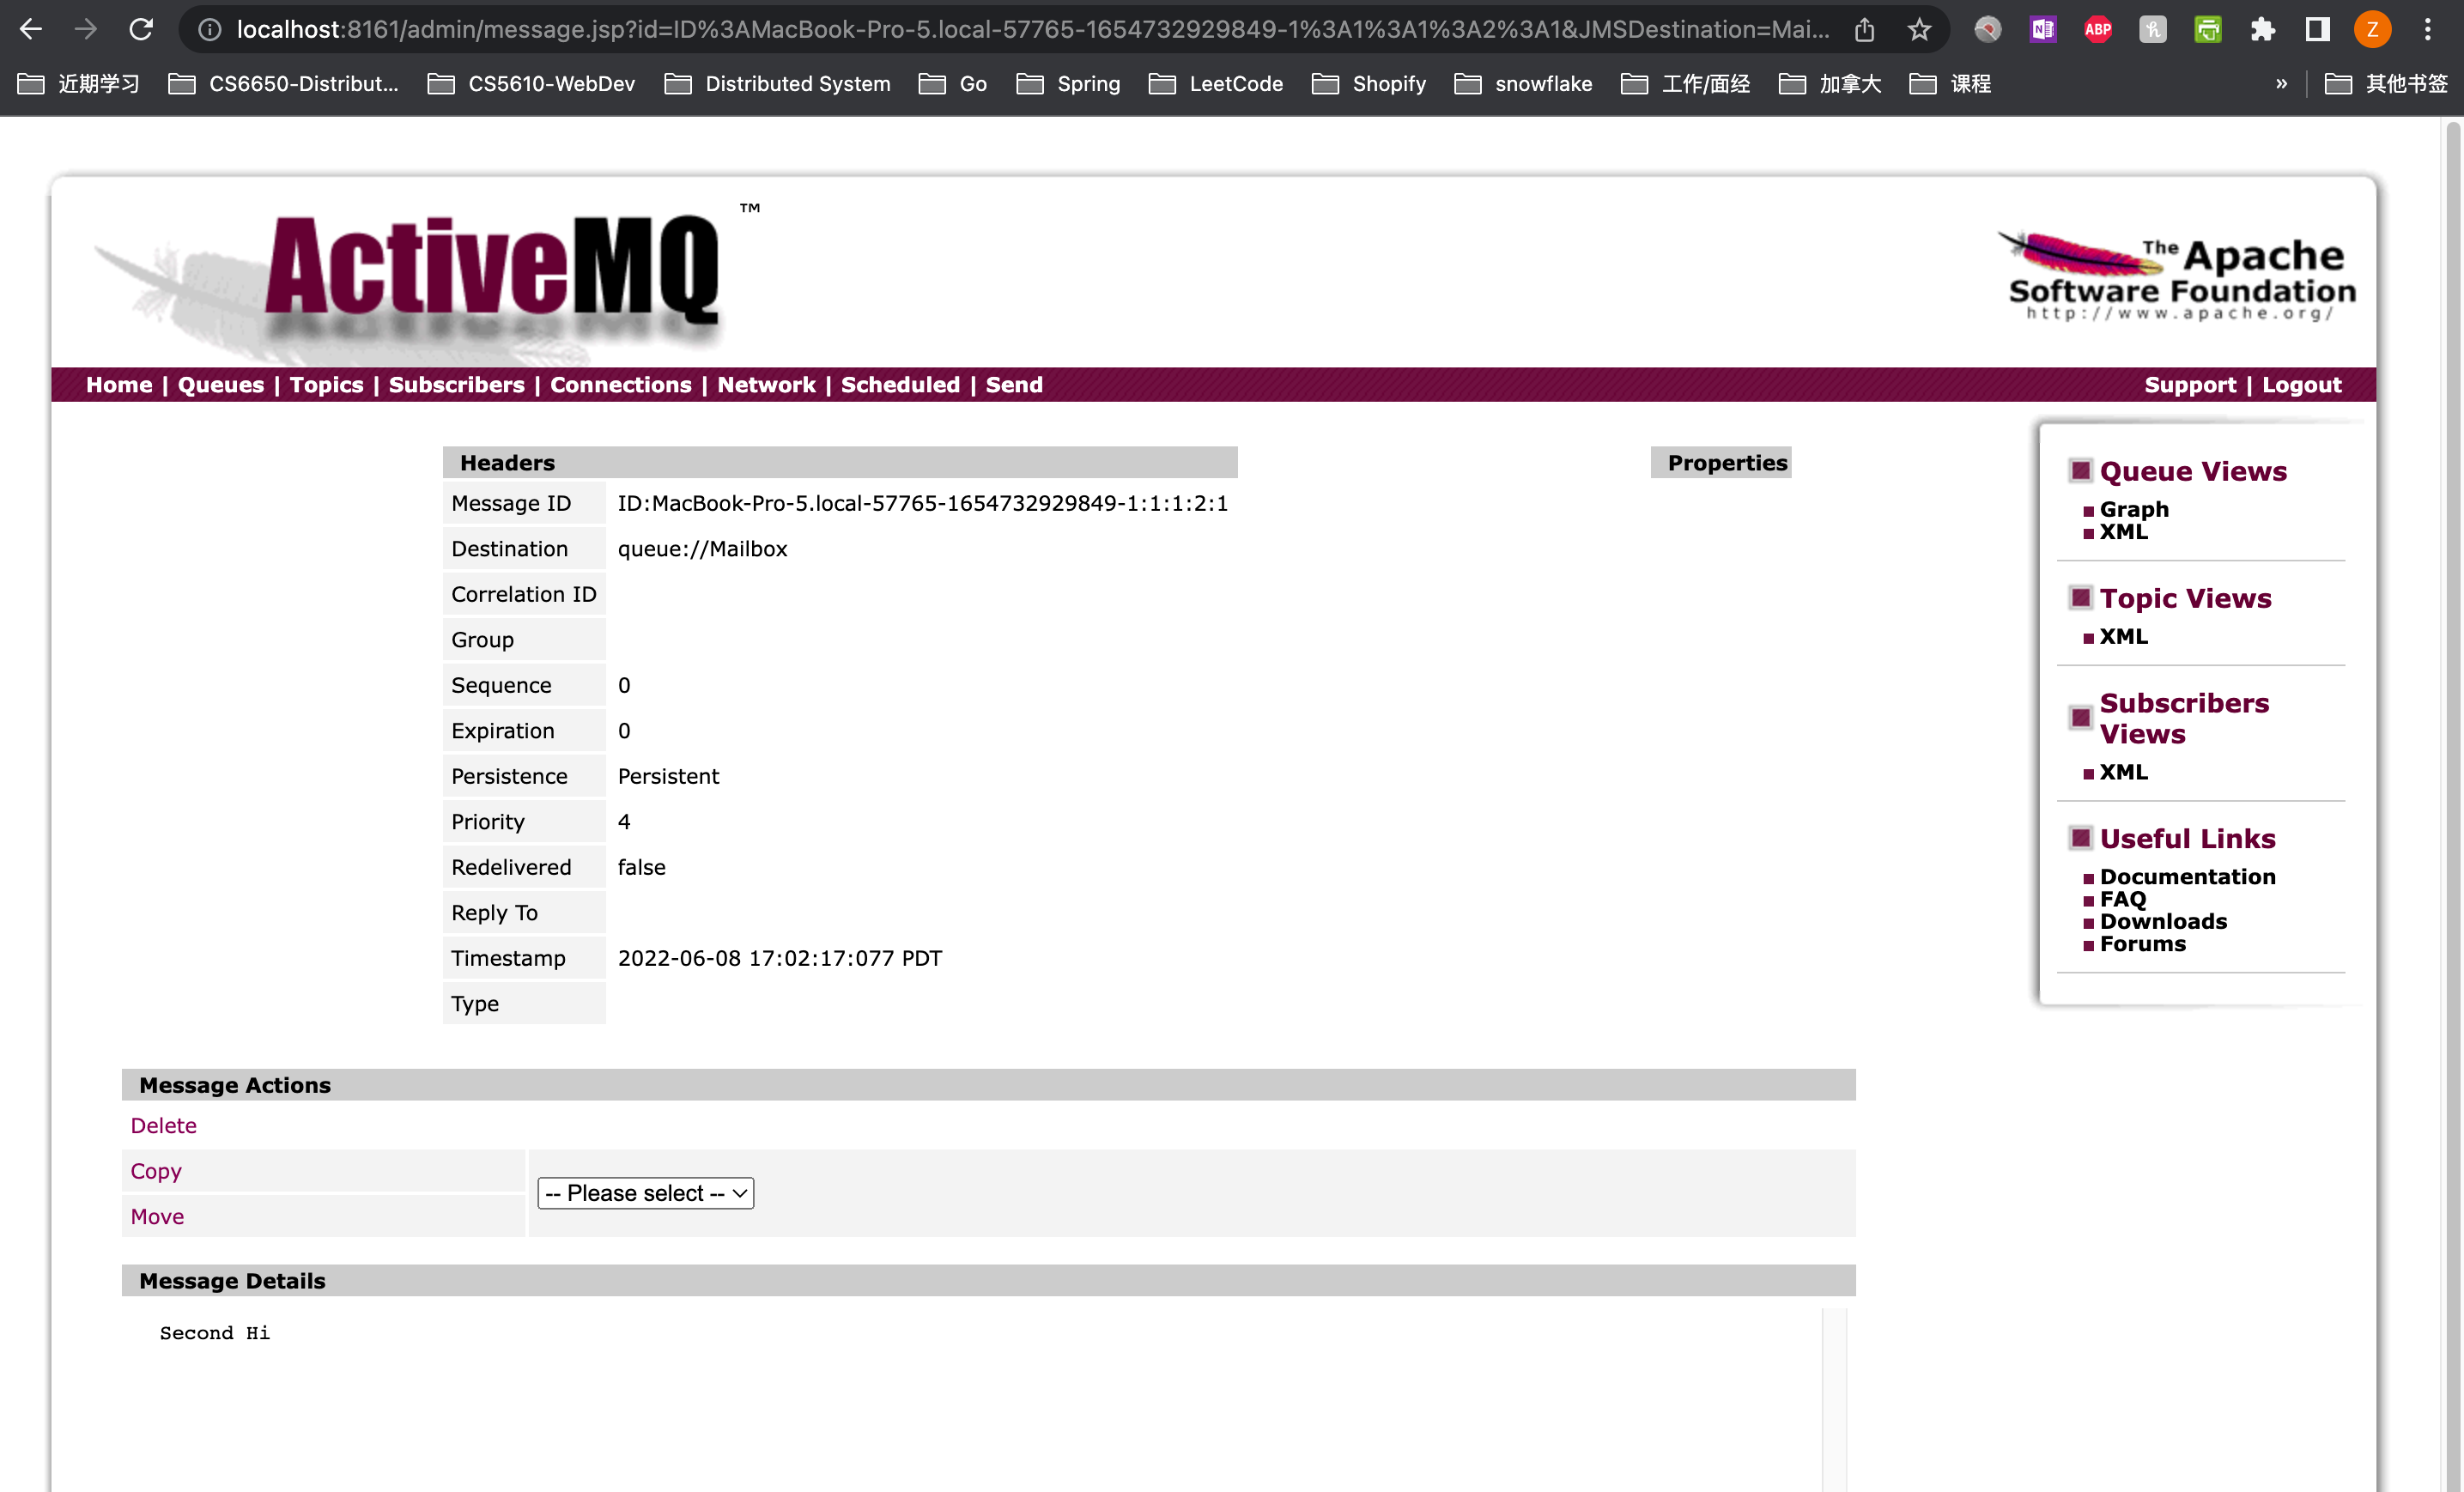 localhost:8161/admin/message.jsp?id=ID%3AMacBook-Pro-5.local-57765-1654732929849-1%3A1%3A1%3A2%3A1&JMSDestination=Mai...
ABP
Z
近期学习 CS6650-Distribut... CS5610-WebDev Distributed System Go Spring LeetCode Shopify snowflake 工作/面经 加拿大 课程 » 其他书签
ActiveMQ ™
The Apache
Software Foundation
http://www.apache.org/
Home | Queues | Topics | Subscribers | Connections | Network | Scheduled | Send
Support | Logout
Headers
Message ID ID:MacBook-Pro-5.local-57765-1654732929849-1:1:1:2:1
Destination queue://Mailbox
Correlation ID
Group
Sequence 0
Expiration 0
Persistence Persistent
Priority 4
Redelivered false
Reply To
Timestamp 2022-06-08 17:02:17:077 PDT
Type
Properties
Message Actions
Delete
Copy
Move
-- Please select --
Message Details
Second Hi
Queue Views
Graph
XML
Topic Views
XML
Subscribers
Views
XML
Useful Links
Documentation
FAQ
Downloads
Forums